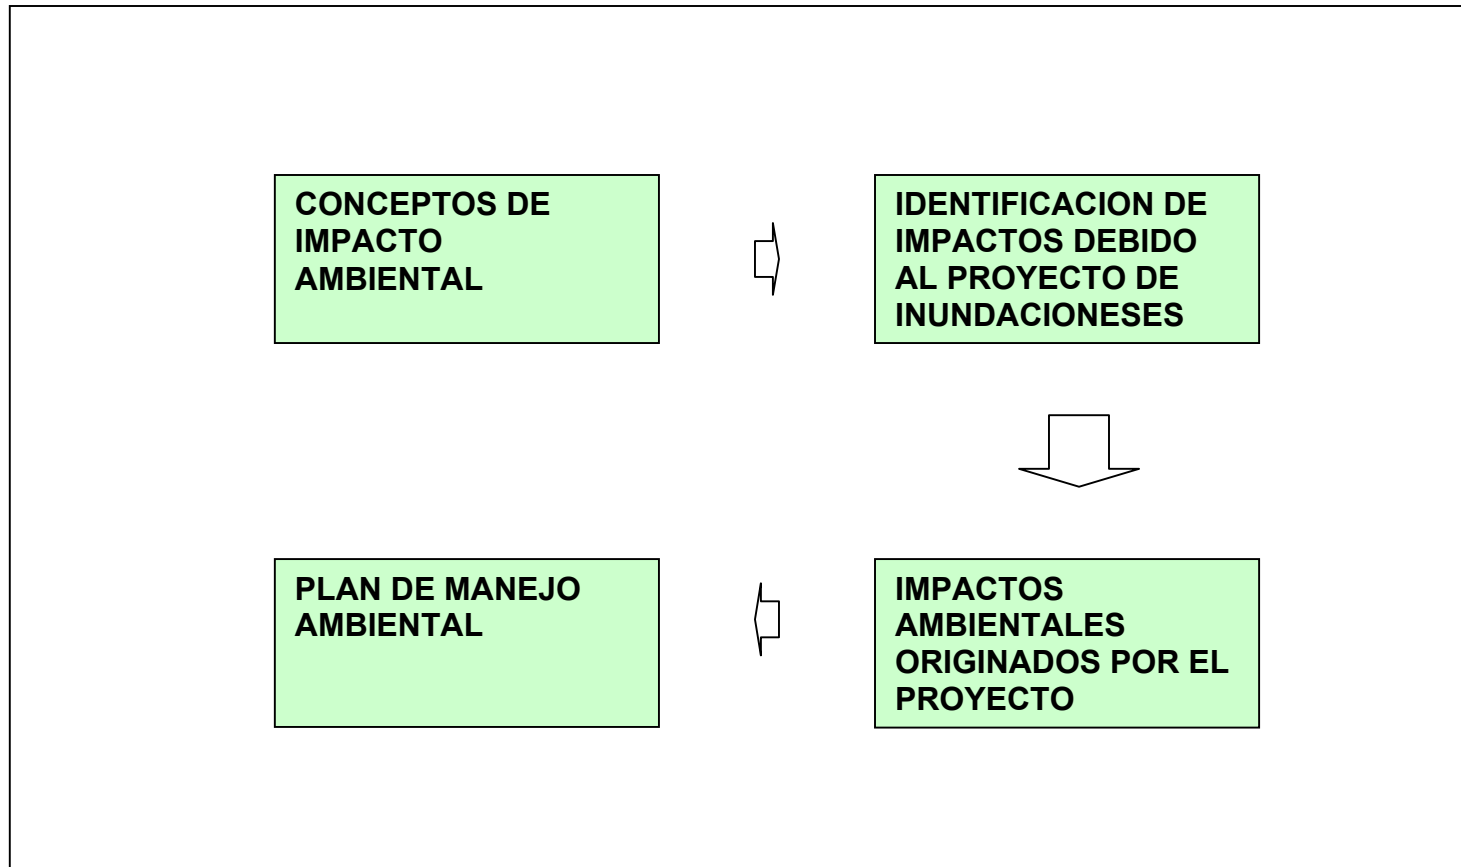 CONCEPTOS DE
IMPACTO
AMBIENTAL
IDENTIFICACION DE
IMPACTOS DEBIDO
AL PROYECTO DE
INUNDACIONESES
IMPACTOS
AMBIENTALES
ORIGINADOS POR EL
PROYECTO
PLAN DE MANEJO
AMBIENTAL